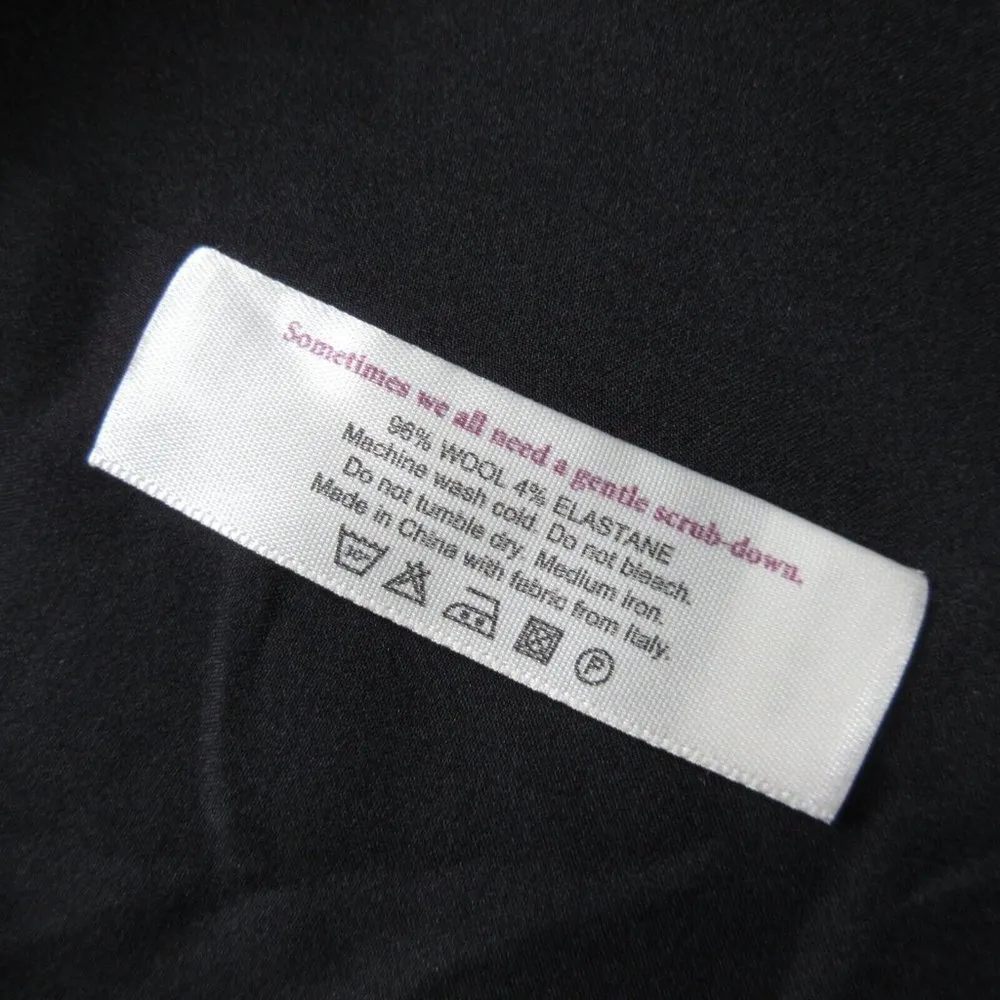 Sometimes we all need a gentle scrub-down.
96% WOOL 4% ELASTANE
Machine wash cold. Do not bleach.
Do not tumble dry. Medium iron.
Made in China with fabric from Italy.
30° P